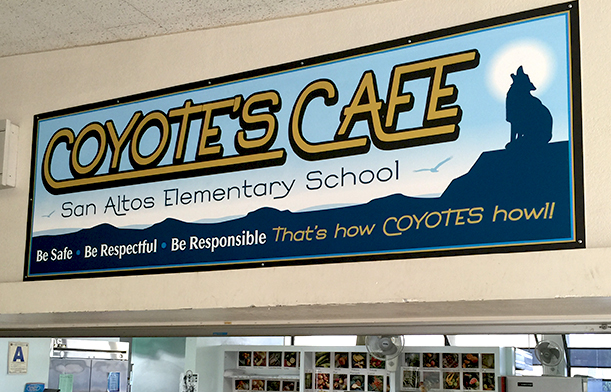 COYOTE'S CAFE
San Altos Elementary School
Be Safe • Be Respectful • Be Responsible That's how COYOTES howl!
A